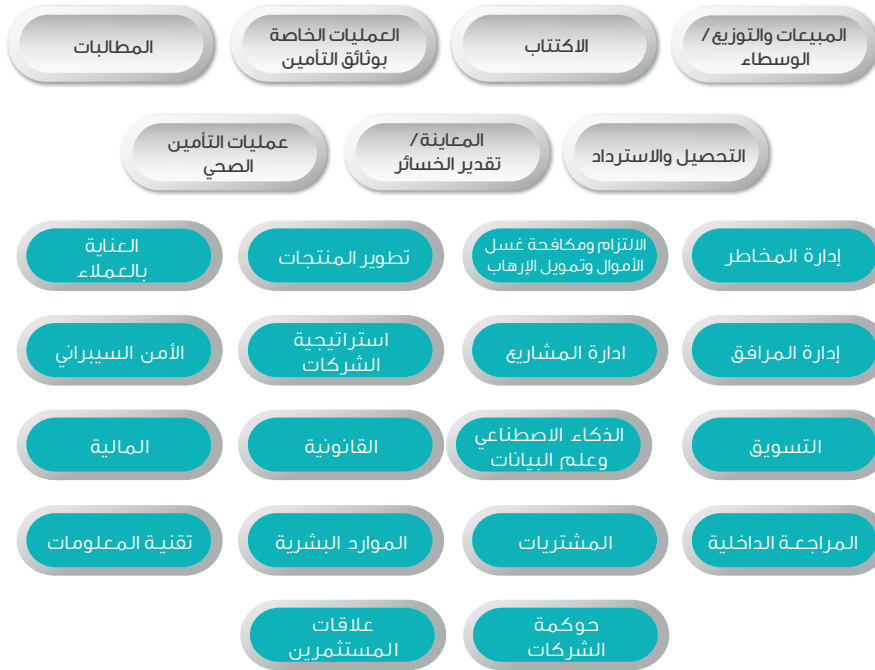 المبيعات والتوزيع /
الوسطاء
الاكتتاب
العمليات الخاصة
بوثائق التأمين
المطالبات
التحصيل والاسترداد
المعاينة /
تقدير الخسائر
عمليات التأمين
الصحي
إدارة المخاطر
الالتزام ومكافحة غسل
الأموال وتمويل الإرهاب
تطوير المنتجات
العناية
بالعملاء
إدارة المرافق
ادارة المشاريع
استراتيجية
الشركات
الأمن السيبراني
التسويق
الذكاء الاصطناعي
وعلم البيانات
القانونية
المالية
المراجعة الداخلية
المشتريات
الموارد البشرية
تقنية المعلومات
حوكمة
الشركات
علاقات
المستثمرين